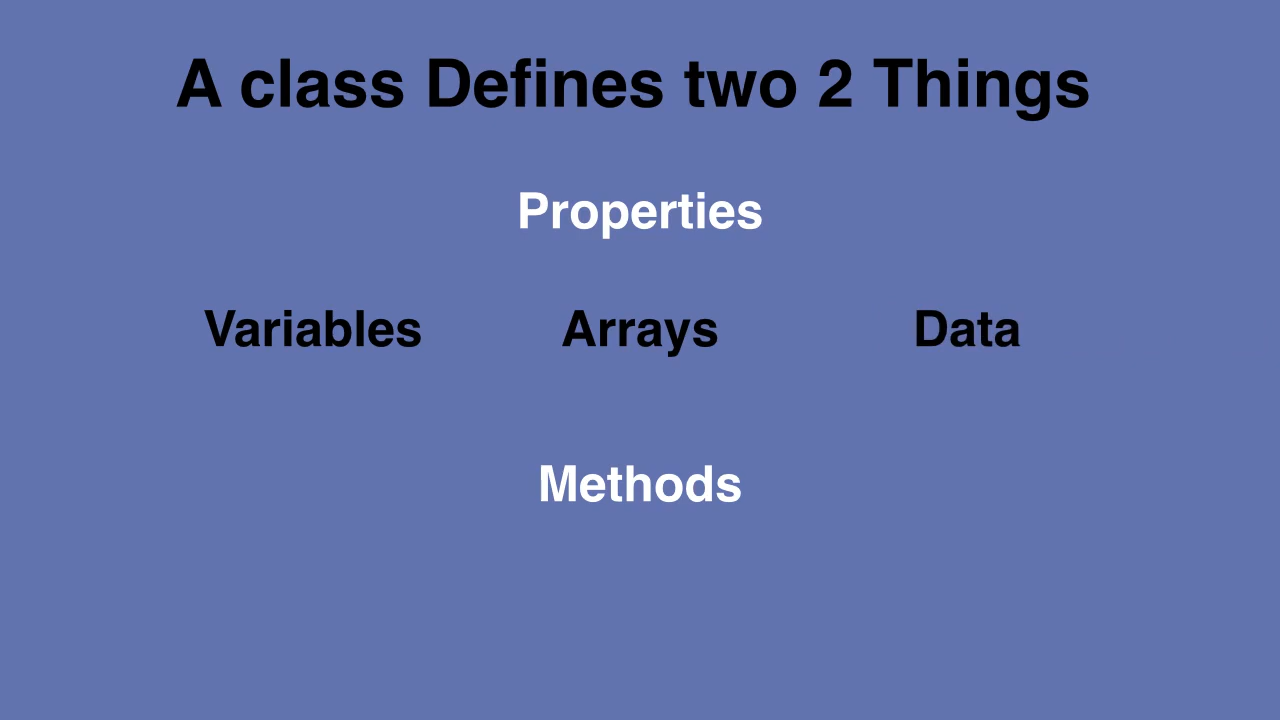 A class Defines two 2 Things
Properties
Variables Arrays Data
Methods